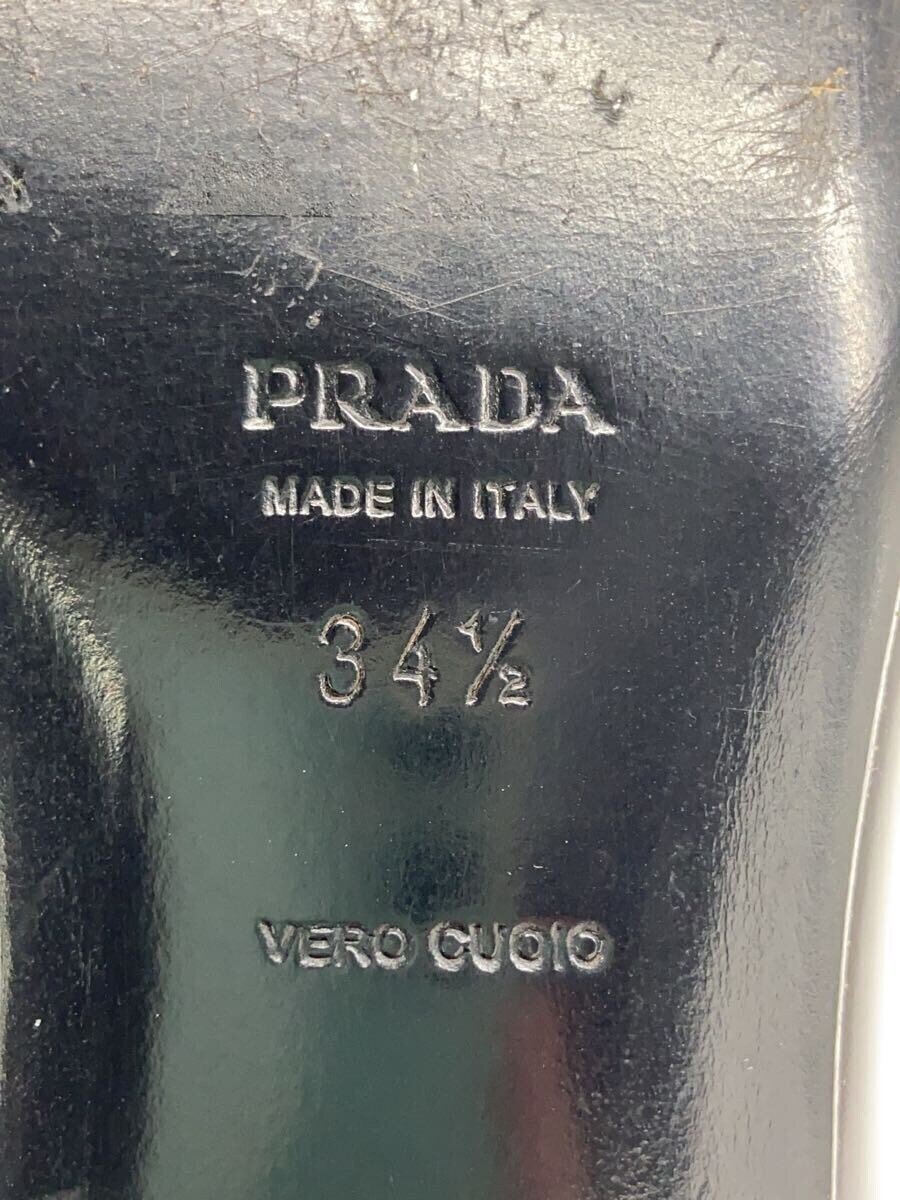 PRADA
MADE IN ITALY
34½
VERO CUOIO